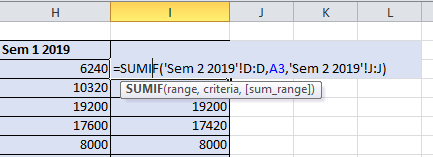 H I J K L
Sem 1 2019
6240 =SUMIF('Sem 2 2019'!D:D,A3,'Sem 2 2019'!J:J)
10320 SUMIF(range, criteria, [sum_range])
19200 19200
17600 17420
8000 8000